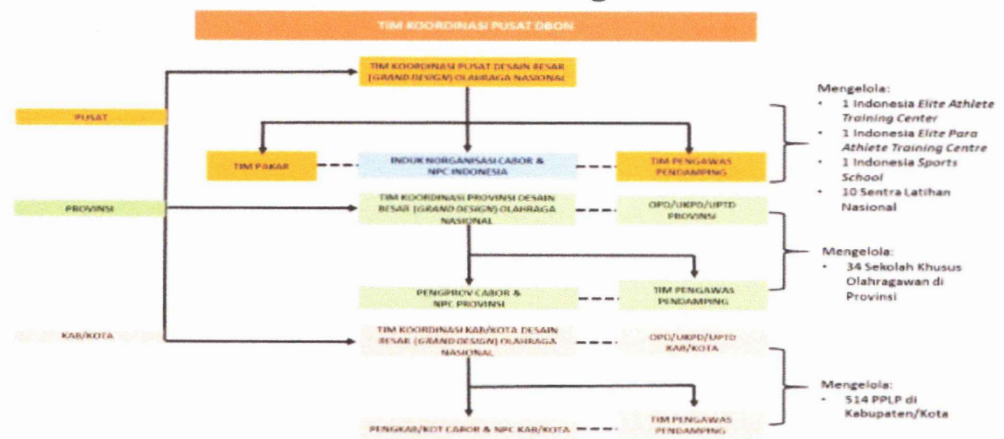 TIM KOORDINASI PUSAT DBON
TIM KOORDINASI PUSAT DESAIN BESAR
(GRAND DESIGN) OLAHRAGA NASIONAL
PUSAT
TIM PAKAR
INDUK NORGANISASI CABOR &
NPC INDONESIA
TIM PENGAWAS
PENDAMPING
Mengelola:
• 1 Indonesia Elite Athlete
Training Center
• 1 Indonesia Elite Para
Athlete Training Centre
• 1 Indonesia Sports
School
• 10 Sentra Latihan
Nasional
PROVINSI
TIM KOORDINASI PROVINSI DESAIN
BESAR (GRAND DESIGN) OLAHRAGA
NASIONAL
OPD/UKPD/UPTD
PROVINSI
PENGPROV CABOR &
NPC PROVINSI
TIM PENGAWAS
PENDAMPING
Mengelola:
• 34 Sekolah Khusus
Olahragawan di
Provinsi
KAB/KOTA
TIM KOORDINASI KAB/KOTA DESAIN
BESAR (GRAND DESIGN) OLAHRAGA
NASIONAL
OPD/UKPD/UPTD
KAB/KOTA
PENGKAB/KOT CABOR & NPC KAB/KOTA
TIM PENGAWAS
PENDAMPING
Mengelola:
• 514 PPLP di
Kabupaten/Kota